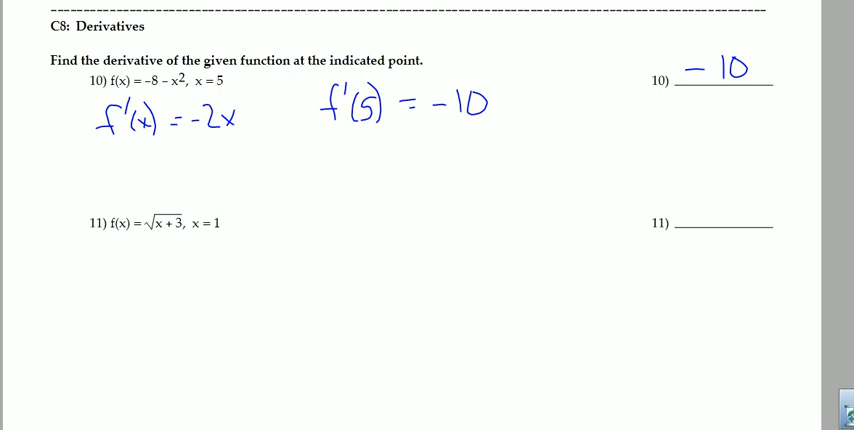 C8: Derivatives
Find the derivative of the given function at the indicated point.
10) f(x) = -8 - x², x = 5
10) - 10
f'(x) = -2x
f'(5) = -10
11) f(x) = √x + 3, x = 1
11)